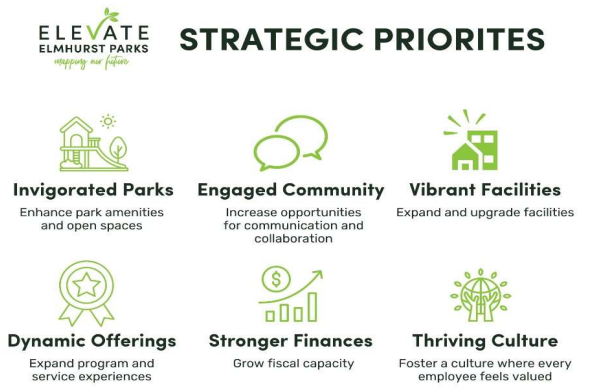 ELEVATE
ELMHURST PARKS
mapping our future
STRATEGIC PRIORITES
Invigorated Parks
Enhance park amenities
and open spaces
Engaged Community
Increase opportunities
for communication and
collaboration
Vibrant Facilities
Expand and upgrade facilities
Dynamic Offerings
Expand program and
service experiences
$
Stronger Finances
Grow fiscal capacity
Thriving Culture
Foster a culture where every
employee feels valued